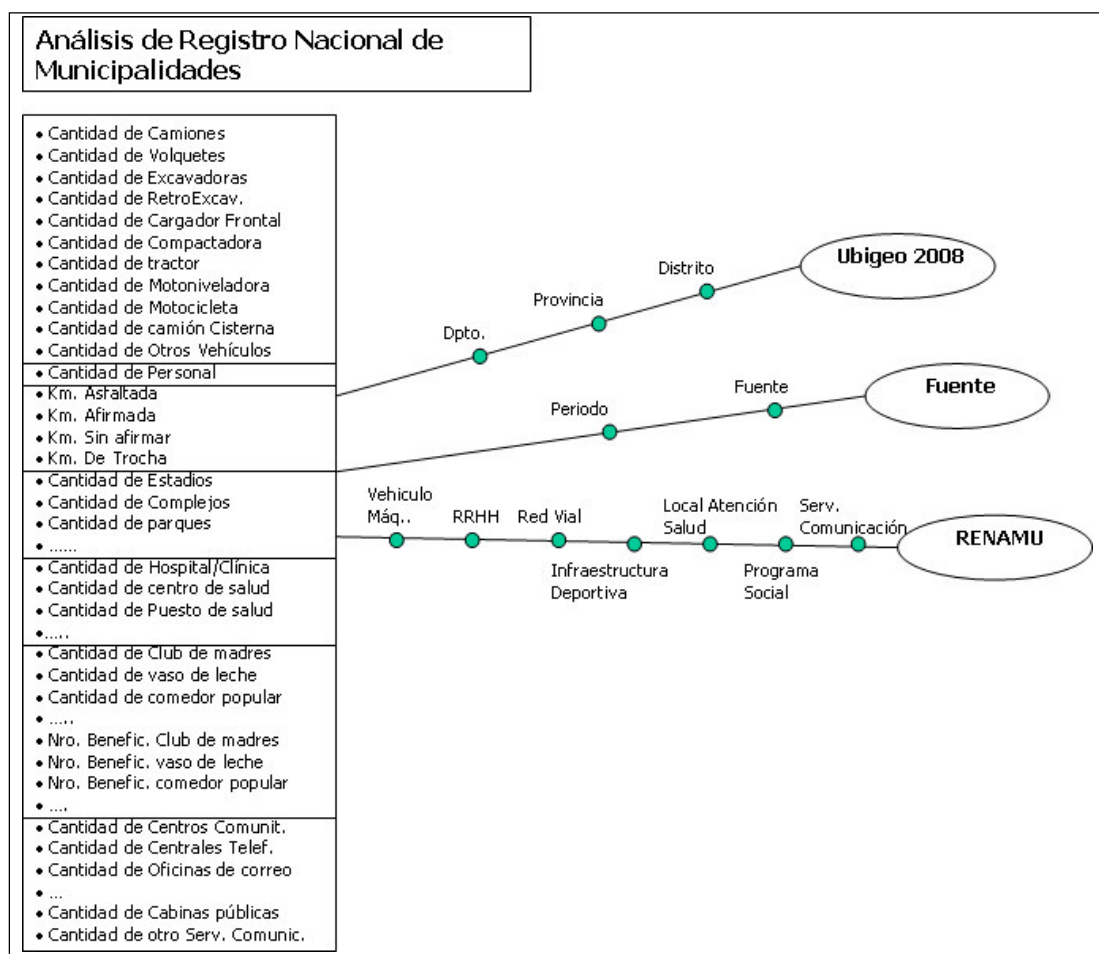 Análisis de Registro Nacional de
Municipalidades
• Cantidad de Camiones
• Cantidad de Volquetes
• Cantidad de Excavadoras
• Cantidad de RetroExcav.
• Cantidad de Cargador Frontal
• Cantidad de Compactadora
• Cantidad de tractor
• Cantidad de Motoniveladora
• Cantidad de Motocicleta
• Cantidad de camión Cisterna
• Cantidad de Otros Vehículos
• Cantidad de Personal
• Km. Asfaltada
• Km. Afirmada
• Km. Sin afirmar
• Km. De Trocha
• Cantidad de Estadios
• Cantidad de Complejos
• Cantidad de parques
• ......
• Cantidad de Hospital/Clínica
• Cantidad de centro de salud
• Cantidad de Puesto de salud
•.....
• Cantidad de Club de madres
• Cantidad de vaso de leche
• Cantidad de comedor popular
• .....
• Nro. Benefic. Club de madres
• Nro. Benefic. vaso de leche
• Nro. Benefic. comedor popular
• ....
• Cantidad de Centros Comunit.
• Cantidad de Centrales Telef.
• Cantidad de Oficinas de correo
• ...
• Cantidad de Cabinas públicas
• Cantidad de otro Serv. Comunic.
Dpto.
Provincia
Distrito
Ubigeo 2008
Periodo
Fuente
Fuente
Vehiculo
Máq..
RRHH
Red Vial
Infraestructura
Deportiva
Local Atención
Salud
Programa
Social
Serv.
Comunicación
RENAMU